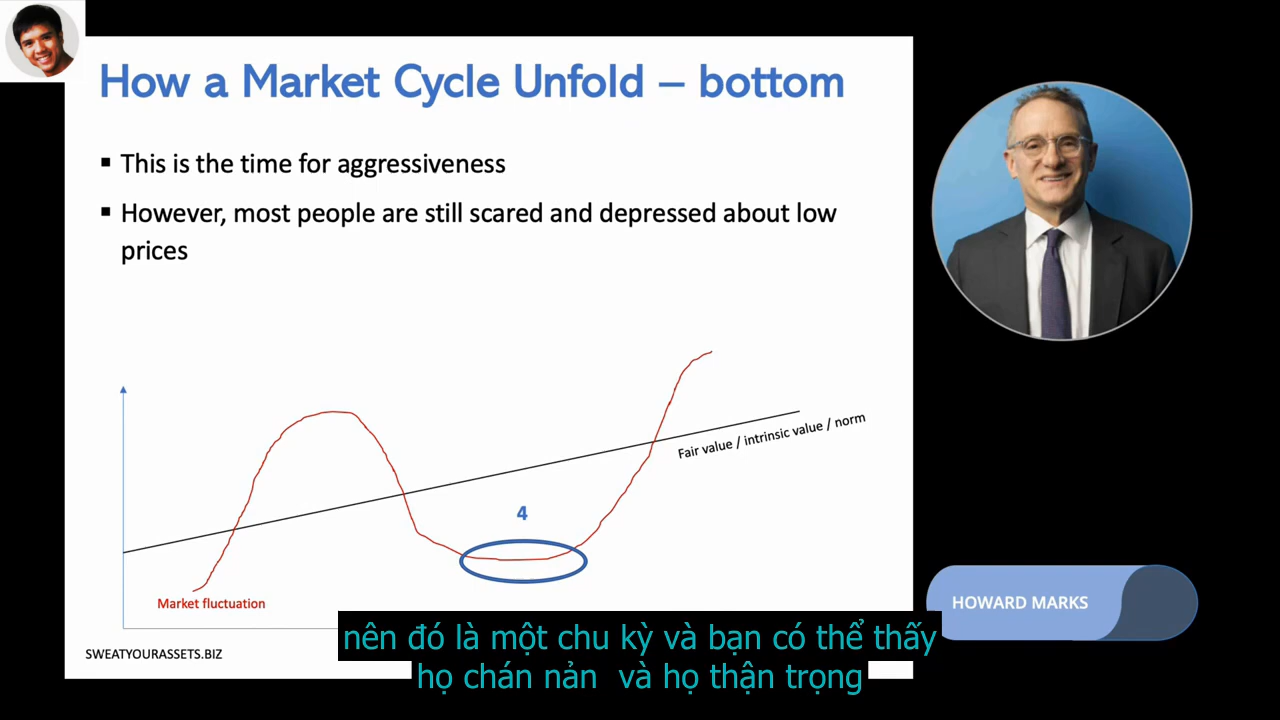 How a Market Cycle Unfold – bottom
▪ This is the time for aggressiveness
▪ However, most people are still scared and depressed about low
prices
Fair value / intrinsic value / norm
4
Market fluctuation
HOWARD MARKS
SWEATYOURASSETS.BIZ
nên đó là một chu kỳ và bạn có thể thấy
họ chán nản và họ thận trọng